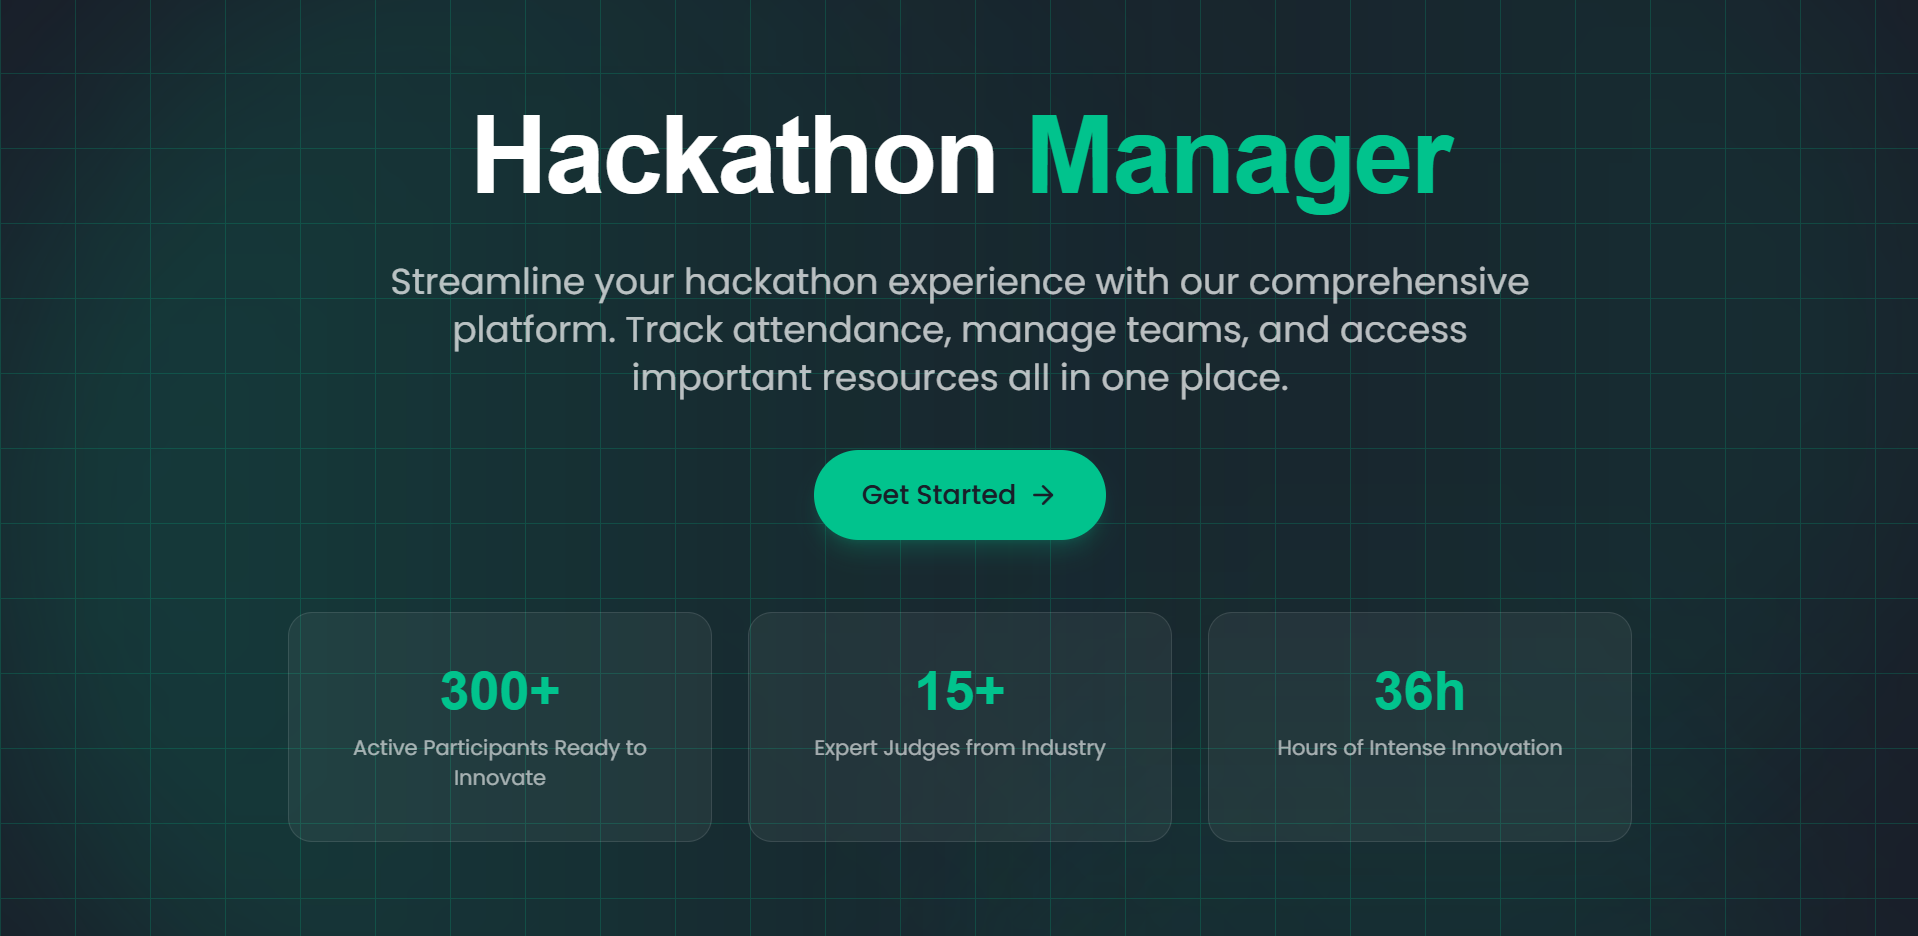 Hackathon Manager
Streamline your hackathon experience with our comprehensive
platform. Track attendance, manage teams, and access
important resources all in one place.
Get Started →
300+
Active Participants Ready to
Innovate
15+
Expert Judges from Industry
36h
Hours of Intense Innovation